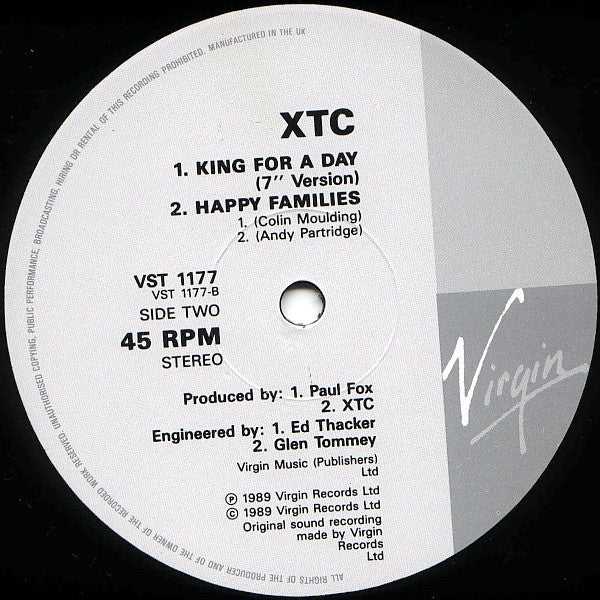 XTC
1. KING FOR A DAY
(7" Version)
2. HAPPY FAMILIES
1. (Colin Moulding)
2. (Andy Partridge)
VST 1177
VST 1177-B
SIDE TWO
45 RPM
STEREO
Produced by: 1. Paul Fox
2. XTC
Engineered by: 1. Ed Thacker
2. Glen Tommey
Virgin Music (Publishers)
Ltd
℗ 1989 Virgin Records Ltd
© 1989 Virgin Records Ltd
Original sound recording
made by Virgin
Records
Ltd
Virgin
ALL RIGHTS OF THE PRODUCER AND OF THE OWNER OF THE RECORDED WORK RESERVED. UNAUTHORISED COPYING, PUBLIC PERFORMANCE, BROADCASTING, HIRING OR RENTAL OF THIS RECORDING PROHIBITED. MANUFACTURED IN THE UK